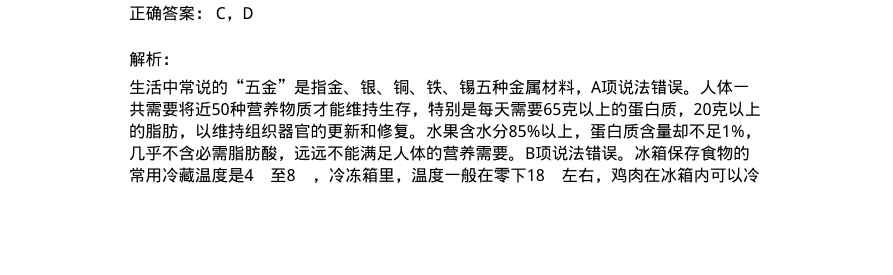 正确答案： C，D
解析：
生活中常说的“五金”是指金、银、铜、铁、锡五种金属材料，A项说法错误。人体一
共需要将近50种营养物质才能维持生存，特别是每天需要65克以上的蛋白质，20克以上
的脂肪，以维持组织器官的更新和修复。水果含水分85%以上，蛋白质含量却不足1%，
几乎不含必需脂肪酸，远远不能满足人体的营养需要。B项说法错误。冰箱保存食物的
常用冷藏温度是4　至8　，冷冻箱里，温度一般在零下18　左右，鸡肉在冰箱内可以冷